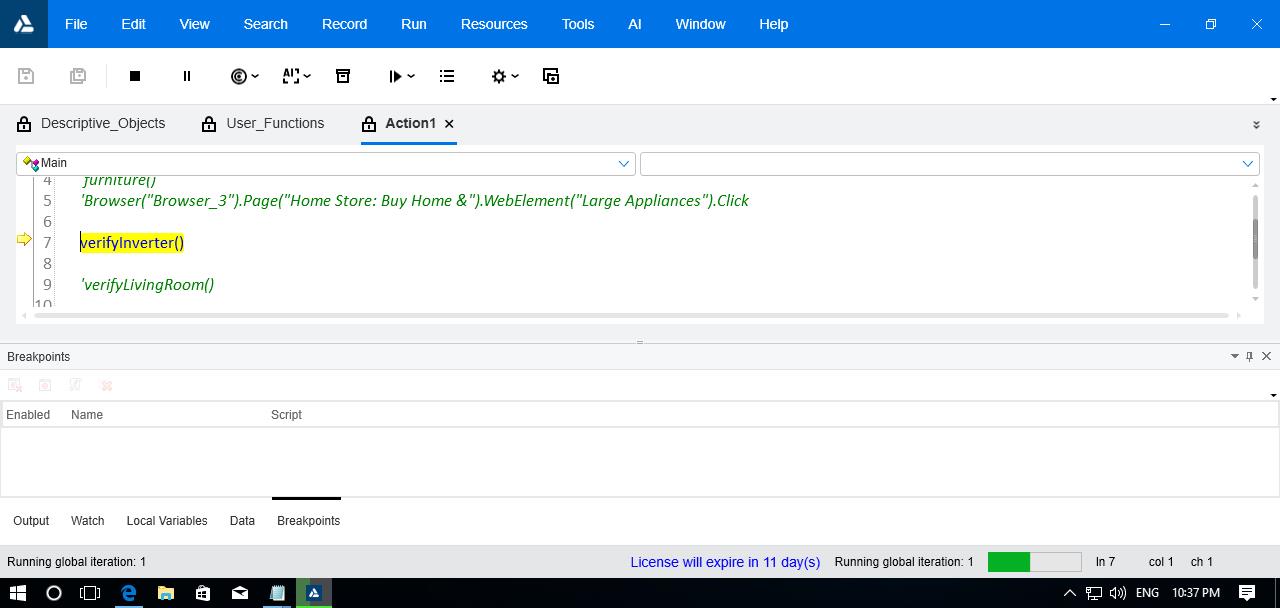 File Edit View Search Record Run Resources Tools AI Window Help
Descriptive_Objects User_Functions Action1
Main
4 'furniture()
5 'Browser("Browser_3").Page("Home Store: Buy Home &").WebElement("Large Appliances").Click
6
7 verifyInverter()
8
9 'verifyLivingRoom()
10
Breakpoints
Enabled Name Script
Output Watch Local Variables Data Breakpoints
Running global iteration: 1 License will expire in 11 day(s) Running global iteration: 1 ln 7 col 1 ch 1
ENG 10:37 PM